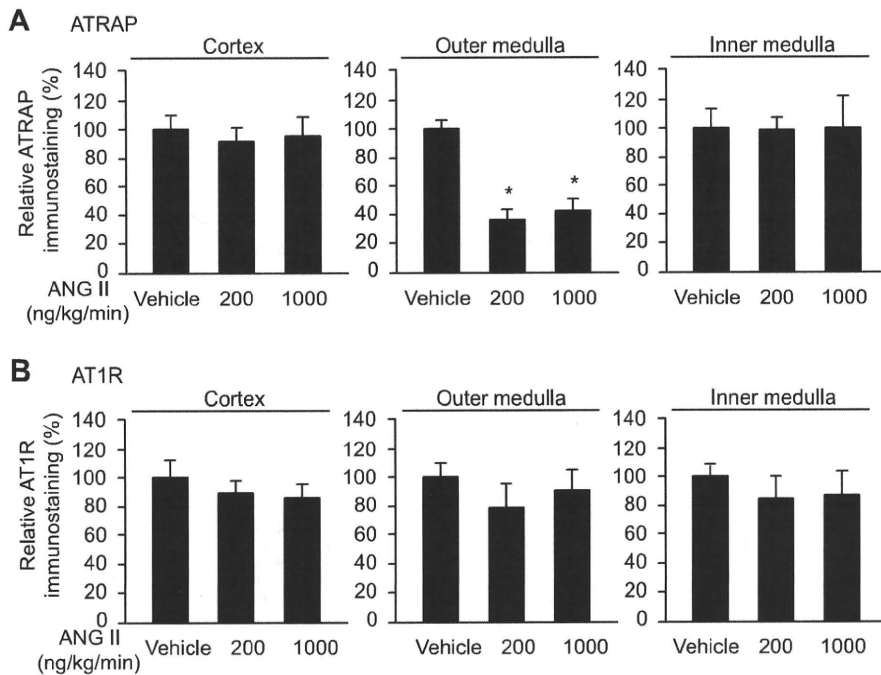 A ATRAP
Cortex Outer medulla Inner medulla
Relative ATRAP
immunostaining (%)
140 140 140
120 120 120
100 100 100
80 80 80
60 60 60
40 40 40
20 20 20
0 0 0
* *
ANG II
(ng/kg/min)
Vehicle 200 1000 Vehicle 200 1000 Vehicle 200 1000
B AT1R
Cortex Outer medulla Inner medulla
Relative AT1R
immunostaining (%)
140 140 140
120 120 120
100 100 100
80 80 80
60 60 60
40 40 40
20 20 20
0 0 0
ANG II
(ng/kg/min)
Vehicle 200 1000 Vehicle 200 1000 Vehicle 200 1000